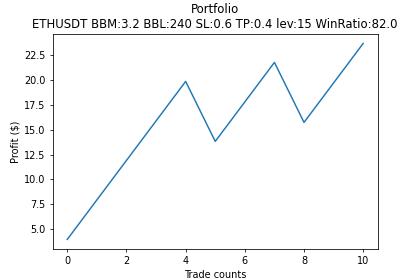 Portfolio
ETHUSDT BBM:3.2 BBL:240 SL:0.6 TP:0.4 lev:15 WinRatio:82.0
22.5
20.0
17.5
15.0
12.5
10.0
7.5
5.0
Profit ($)
0 2 4 6 8 10
Trade counts